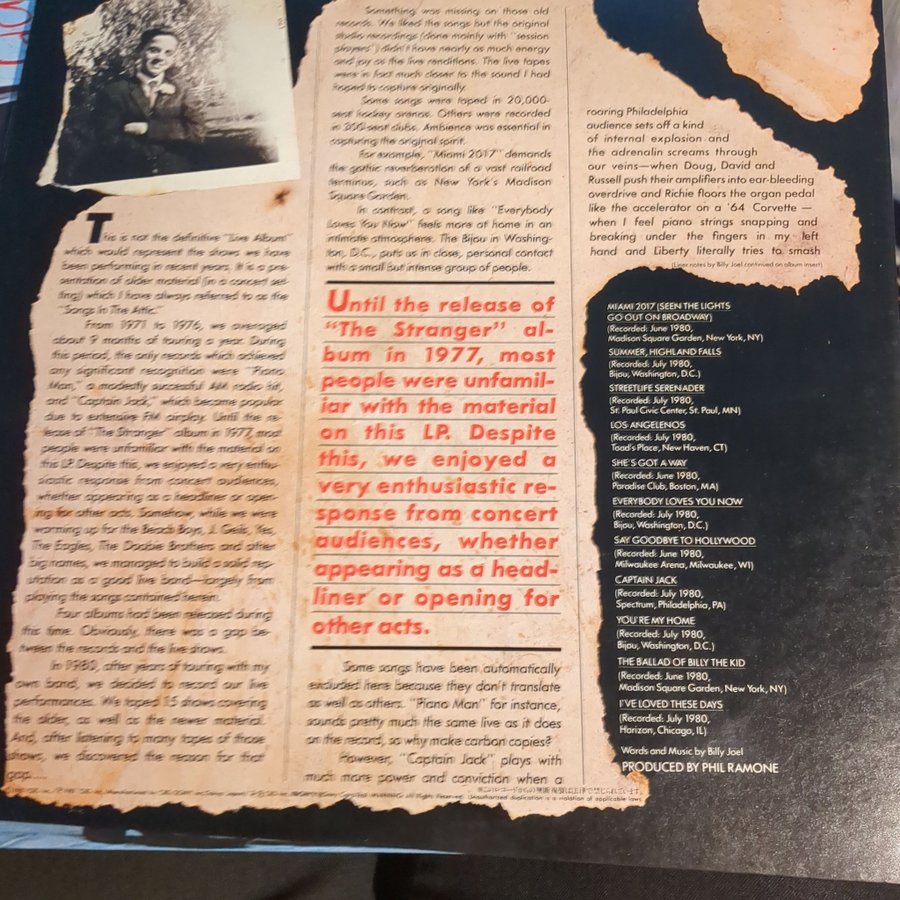 This is not the definitive "Live Album"
which would represent the shows we have
been performing in recent years. It is a pre-
sentation of older material (in a concert set-
ting) which I have always referred to as the
"Songs In The Attic."
From 1971 to 1976, we averaged
about 9 months of touring a year. During
this period, the only records which achieved
any significant recognition were "Piano
Man," a modestly successful AM radio hit,
and "Captain Jack," which became popular
due to extensive FM airplay. Until the re-
lease of "The Stranger" album in 1977, most
people were unfamiliar with the material on
this LP. Despite this, we enjoyed a very enthu-
siastic response from concert audiences,
whether appearing as a headliners or open-
ing for other acts. Somehow, while we were
warming up for the Beach Boys, J. Geils, Yes,
The Eagles, The Doobie Brothers and other
big names, we managed to build a solid rep-
utation as a good live band—largely from
playing the songs contained herein.
Four albums had been released during
this time. Obviously, there was a gap be-
tween the records and the live shows.
In 1980, after years of touring with my
own band, we decided to record our live
performances. We taped 15 shows covering
the older, as well as the newer material.
And, after listening to many tapes of those
shows, we discovered the reason for that
gap....
Something was missing on those old
records. We liked the songs but the original
studio recordings (done mainly with "session
players") didn't have nearly as much energy
and joy as the live renditions. The live tapes
were in fact much closer to the sound I had
hoped to capture originally.
Some songs were taped in 20,000-
seat hockey arenas. Others were recorded
in 300-seat clubs. Ambience was essential in
capturing the original spirit.
For example, "Miami 2017" demands
the gothic reverberation of a vast railroad
terminus, such as New York's Madison
Square Garden.
In contrast, a song like "Everybody
Loves You Now" feels more at home in an
intimate atmosphere. The Bijou in Washing-
ton, D.C., puts us in close, personal contact
with a small but intense group of people.
Until the release of
"The Stranger" al-
bum in 1977, most
people were unfamil-
iar with the material
on this LP. Despite
this, we enjoyed a
very enthusiastic re-
sponse from concert
audiences, whether
appearing as a head-
liner or opening for
other acts.
Some songs have been automatically
excluded here because they don't translate
as well as others. "Piano Man" for instance,
sounds pretty much the same live as it does
on the record, so why make carbon copies?
However, "Captain Jack" plays with
much more power and conviction when a
roaring Philadelphia
audience sets off a kind
of internal explosion and
the adrenalin screams through
our veins—when Doug, David and
Russell push their amplifiers into ear-bleeding
overdrive and Richie floors the organ pedal
like the accelerator on a '64 Corvette —
when I feel piano strings snapping and
breaking under the fingers in my left
hand and Liberty literally tries to smash
(Liner notes by Billy Joel continued on album insert)
MIAMI 2017 (SEEN THE LIGHTS
GO OUT ON BROADWAY)
(Recorded: June 1980,
Madison Square Garden, New York, NY)
SUMMER, HIGHLAND FALLS
(Recorded: July 1980,
Bijou, Washington, D.C.)
STREETLIFE SERENADER
(Recorded: July 1980,
St. Paul Civic Center, St. Paul, MN)
LOS ANGELENOS
(Recorded: July 1980,
Toad's Place, New Haven, CT)
SHE'S GOT A WAY
(Recorded: June 1980,
Paradise Club, Boston, MA)
EVERYBODY LOVES YOU NOW
(Recorded: July 1980,
Bijou, Washington, D.C.)
SAY GOODBYE TO HOLLYWOOD
(Recorded: June 1980,
Milwaukee Arena, Milwaukee, WI)
CAPTAIN JACK
(Recorded: July 1980,
Spectrum, Philadelphia, PA)
YOU'RE MY HOME
(Recorded: July 1980,
Bijou, Washington, D.C.)
THE BALLAD OF BILLY THE KID
(Recorded: June 1980,
Madison Square Garden, New York, NY)
I'VE LOVED THESE DAYS
(Recorded: July 1980,
Horizon, Chicago, IL)
Words and Music by Billy Joel
PRODUCED BY PHIL RAMONE
WARNING: All Rights Reserved. Unauthorized duplication is a violation of applicable laws